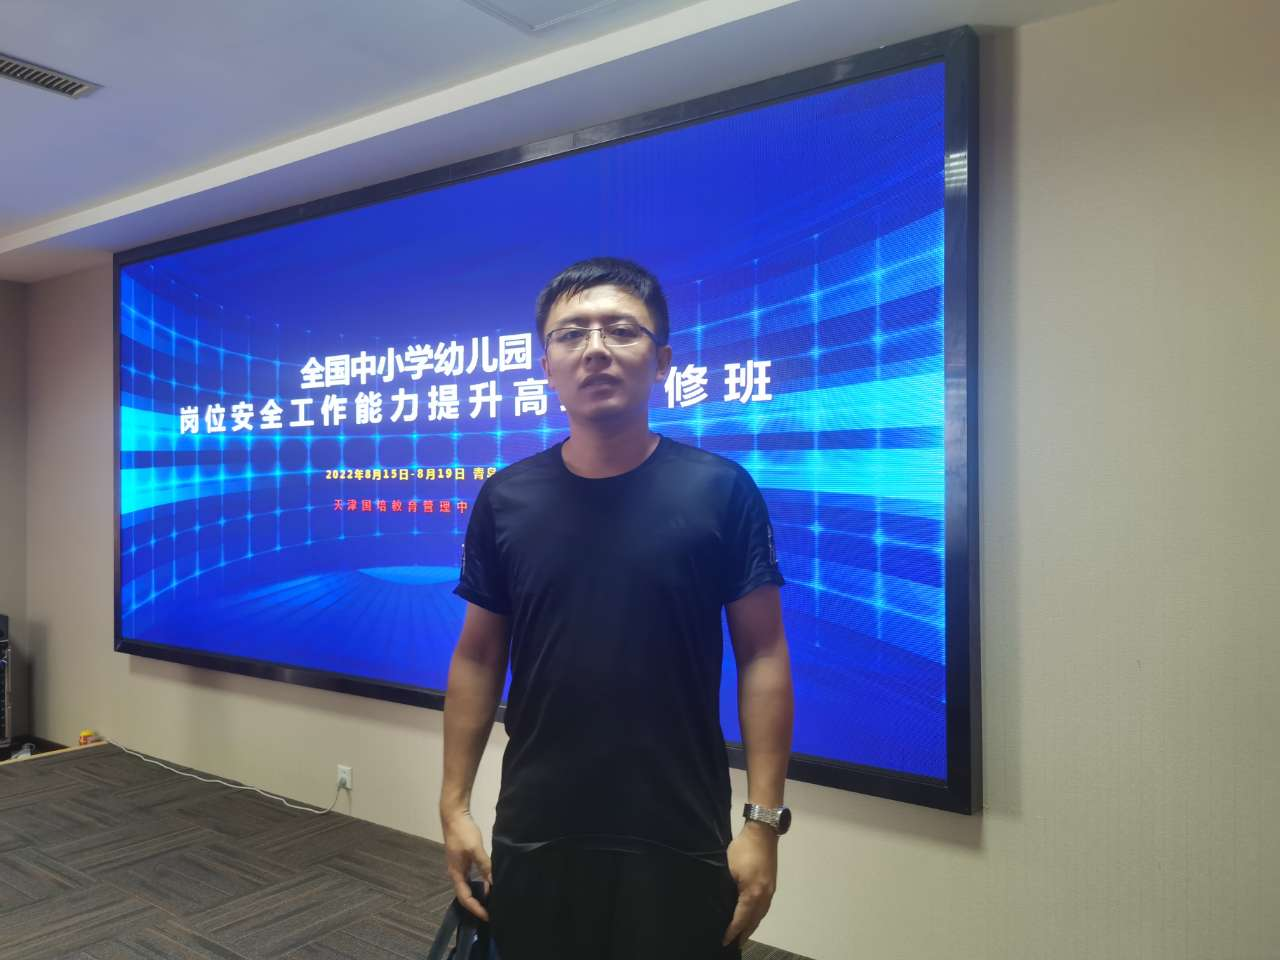 全国中小学幼儿园
岗位安全工作能力提升高 修班
2022年8月15日-8月19日 青岛
天津国培教育管理中